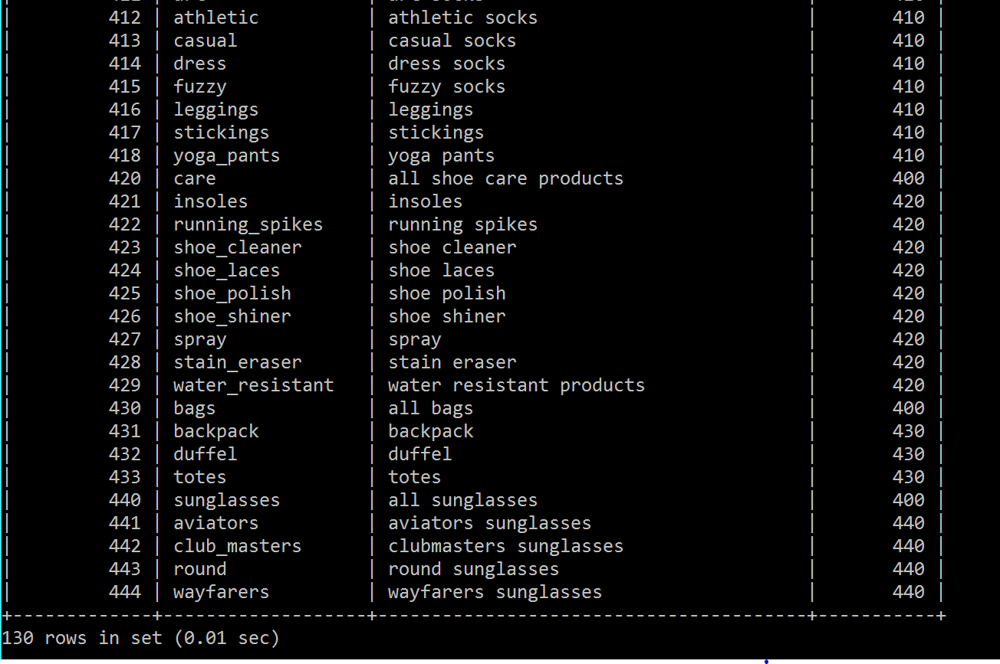 | 412 | athletic | athletic socks | 410 |
| 413 | casual | casual socks | 410 |
| 414 | dress | dress socks | 410 |
| 415 | fuzzy | fuzzy socks | 410 |
| 416 | leggings | leggings | 410 |
| 417 | stickings | stickings | 410 |
| 418 | yoga_pants | yoga pants | 410 |
| 420 | care | all shoe care products | 400 |
| 421 | insoles | insoles | 420 |
| 422 | running_spikes | running spikes | 420 |
| 423 | shoe_cleaner | shoe cleaner | 420 |
| 424 | shoe_laces | shoe laces | 420 |
| 425 | shoe_polish | shoe polish | 420 |
| 426 | shoe_shiner | shoe shiner | 420 |
| 427 | spray | spray | 420 |
| 428 | stain_eraser | stain eraser | 420 |
| 429 | water_resistant | water resistant products | 420 |
| 430 | bags | all bags | 400 |
| 431 | backpack | backpack | 430 |
| 432 | duffel | duffel | 430 |
| 433 | totes | totes | 430 |
| 440 | sunglasses | all sunglasses | 400 |
| 441 | aviators | aviators sunglasses | 440 |
| 442 | club_masters | clubmasters sunglasses | 440 |
| 443 | round | round sunglasses | 440 |
| 444 | wayfarers | wayfarers sunglasses | 440 |
+-------------+-------------------+----------------------------------------+-----------+
130 rows in set (0.01 sec)